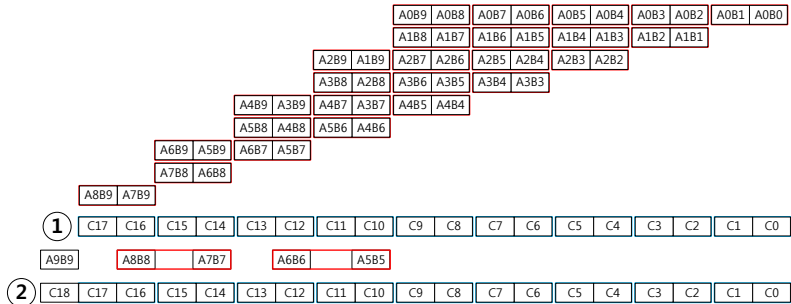 A0B9 A0B8 A0B7 A0B6 A0B5 A0B4 A0B3 A0B2 A0B1 A0B0
A1B8 A1B7 A1B6 A1B5 A1B4 A1B3 A1B2 A1B1
A2B9 A1B9 A2B7 A2B6 A2B5 A2B4 A2B3 A2B2
A3B8 A2B8 A3B6 A3B5 A3B4 A3B3
A4B9 A3B9 A4B7 A3B7 A4B5 A4B4
A5B8 A4B8 A5B6 A4B6
A6B9 A5B9 A6B7 A5B7
A7B8 A6B8
A8B9 A7B9
1 C17 C16 C15 C14 C13 C12 C11 C10 C9 C8 C7 C6 C5 C4 C3 C2 C1 C0
A9B9 A8B8 A7B7 A6B6 A5B5
2 C18 C17 C16 C15 C14 C13 C12 C11 C10 C9 C8 C7 C6 C5 C4 C3 C2 C1 C0